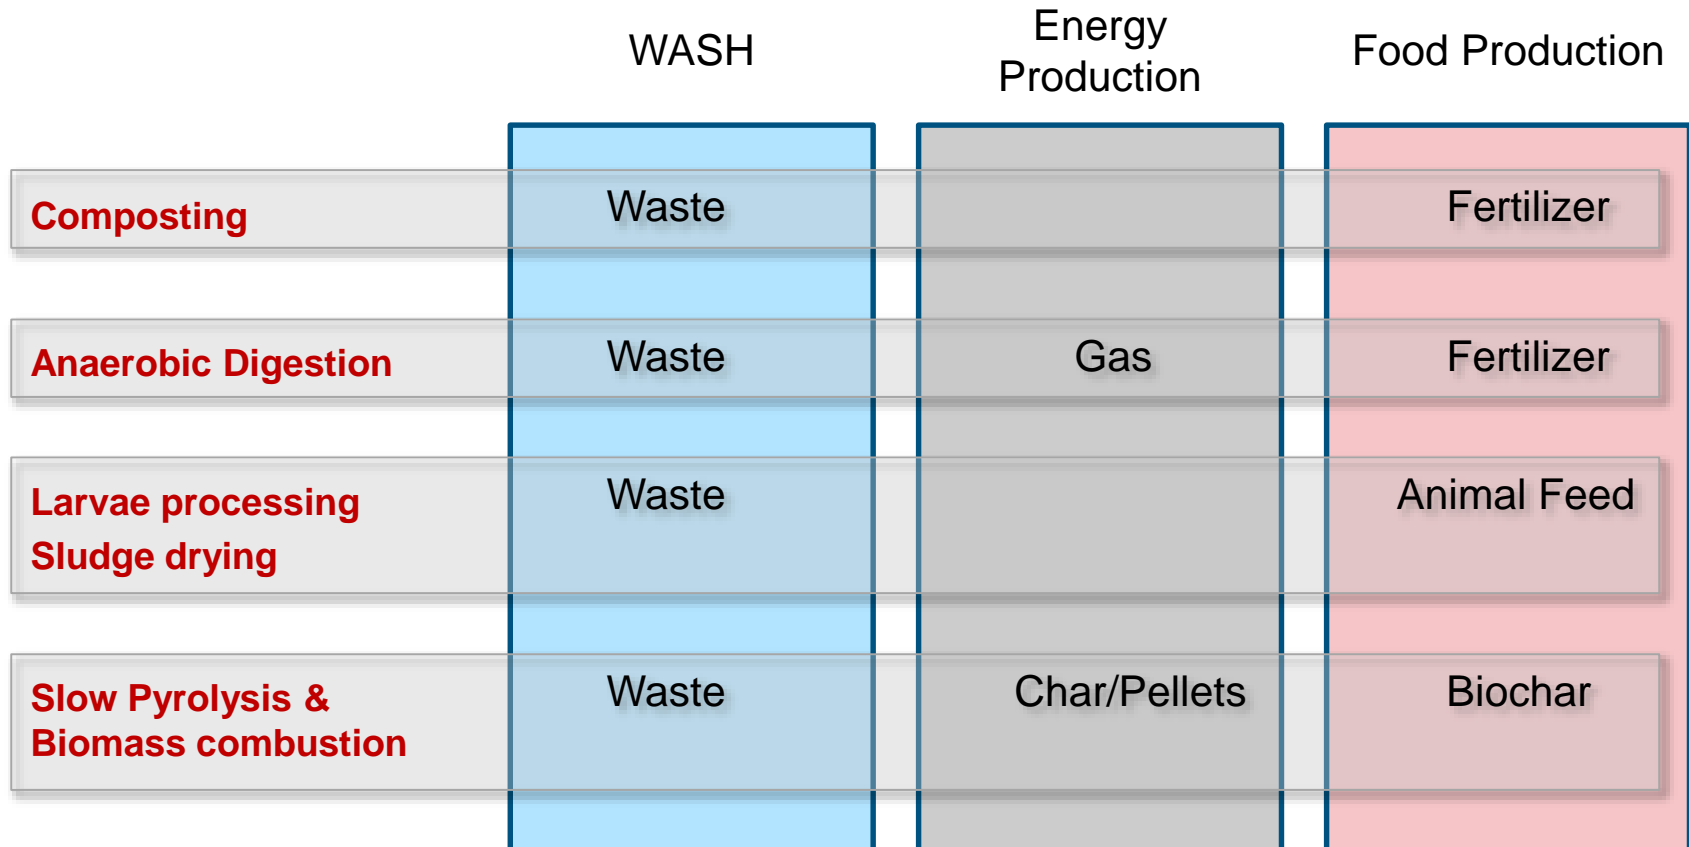 WASH
Energy
Production
Food Production
Composting
Waste
Fertilizer
Anaerobic Digestion
Waste
Gas
Fertilizer
Larvae processing
Sludge drying
Waste
Animal Feed
Slow Pyrolysis &
Biomass combustion
Waste
Char/Pellets
Biochar